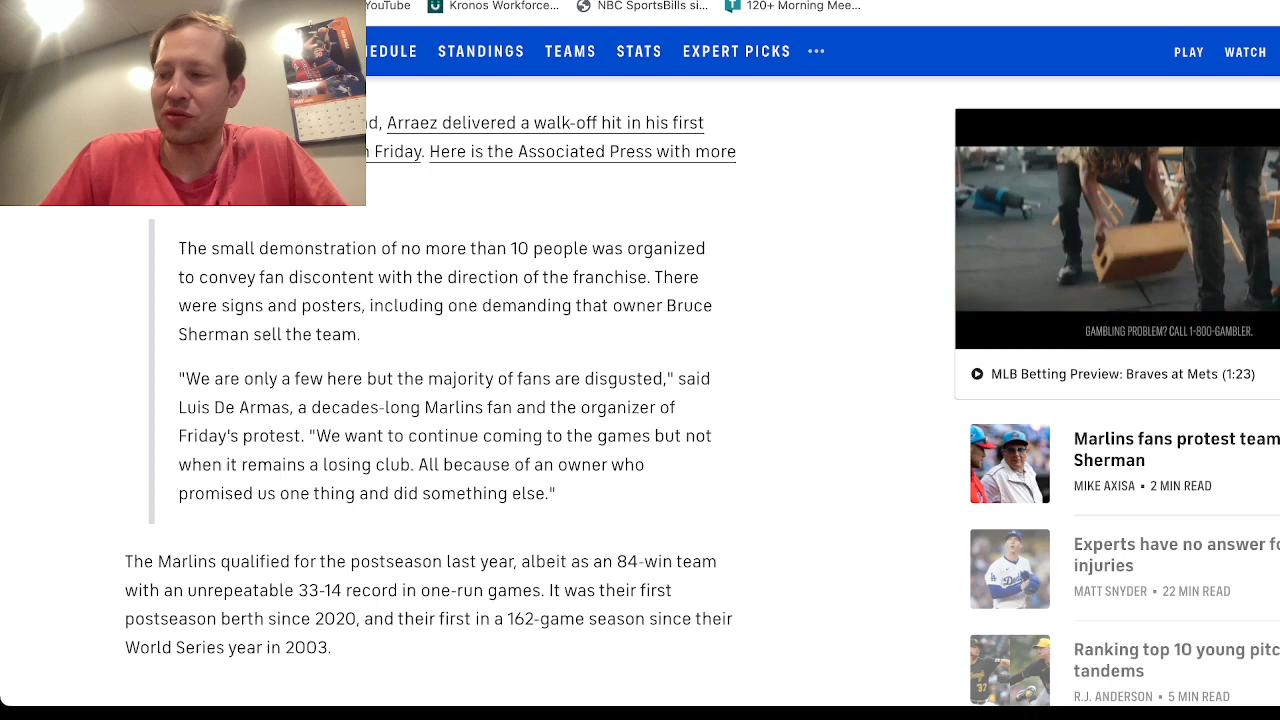 YouTube
Kronos Workforce...
NBC SportsBills si...
120+ Morning Mee...
STANDINGS
TEAMS
STATS
EXPERT PICKS
PLAY
WATCH
Arraez delivered a walk-off hit in his first
Friday. Here is the Associated Press with more
The small demonstration of no more than 10 people was organized
to convey fan discontent with the direction of the franchise. There
were signs and posters, including one demanding that owner Bruce
Sherman sell the team.
"We are only a few here but the majority of fans are disgusted," said
Luis De Armas, a decades-long Marlins fan and the organizer of
Friday's protest. "We want to continue coming to the games but not
when it remains a losing club. All because of an owner who
promised us one thing and did something else."
The Marlins qualified for the postseason last year, albeit as an 84-win team
with an unrepeatable 33-14 record in one-run games. It was their first
postseason berth since 2020, and their first in a 162-game season since their
World Series year in 2003.
GAMBLING PROBLEM? CALL 1-800-GAMBLER.
MLB Betting Preview: Braves at Mets (1:23)
Marlins fans protest team
Sherman
MIKE AXISA • 2 MIN READ
Experts have no answer fo
injuries
MATT SNYDER • 22 MIN READ
Ranking top 10 young pitc
tandems
R.J. ANDERSON • 5 MIN READ